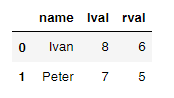 name lval rval
0 Ivan 8 6
1 Peter 7 5